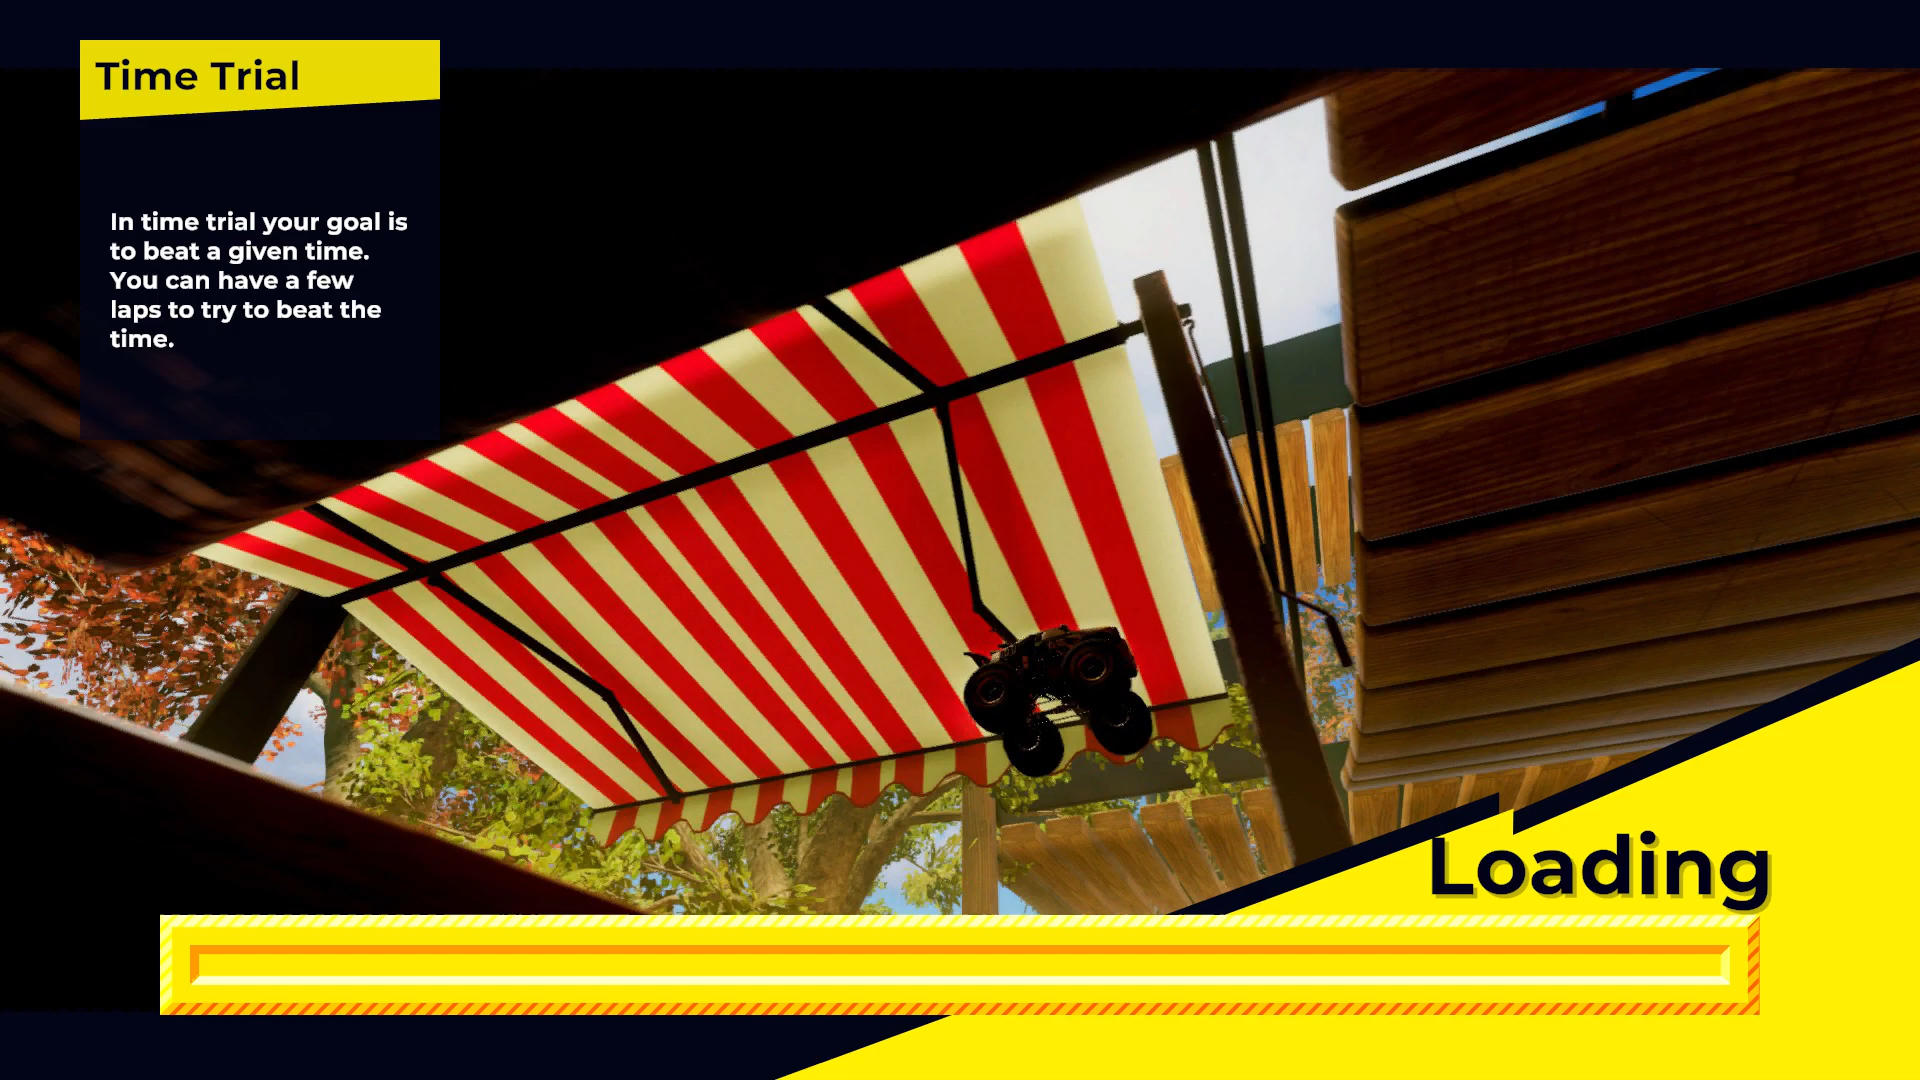 Time Trial
In time trial your goal is
to beat a given time.
You can have a few
laps to try to beat the
time.
Loading